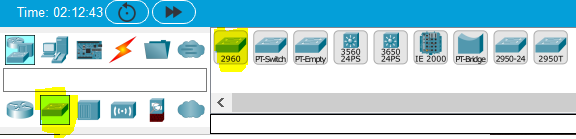 Time: 02:12:43
2960
PT-Switch
PT-Empty
3560
24PS
3650
24PS
IE 2000
PT-Bridge
2950-24
2950T